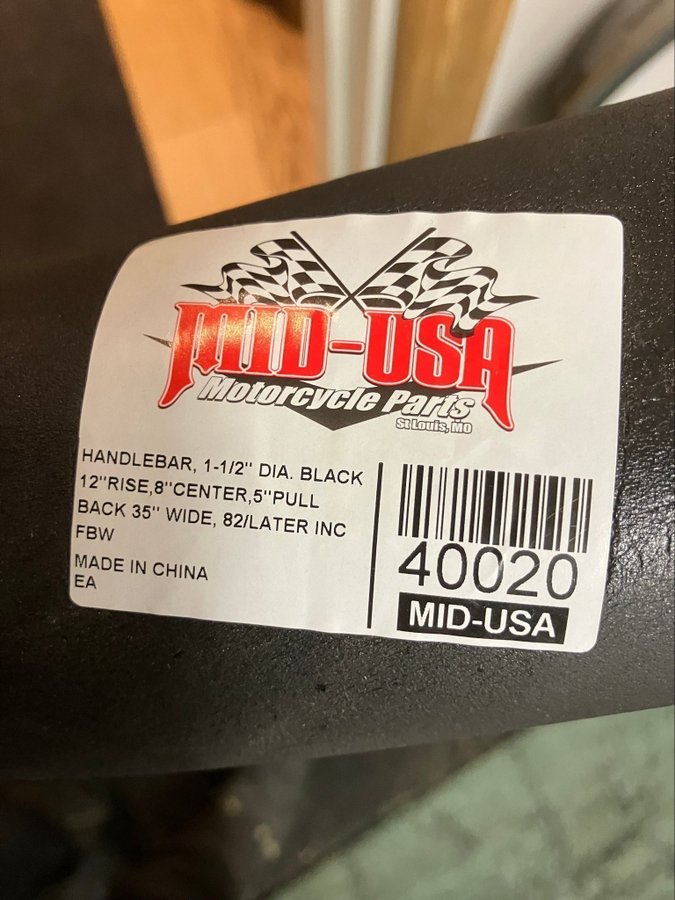 MID-USA
Motorcycle Parts
St Louis, MO
HANDLEBAR, 1-1/2" DIA. BLACK
12"RISE,8"CENTER,5"PULL
BACK 35" WIDE, 82/LATER INC
FBW
MADE IN CHINA
EA
40020
MID-USA